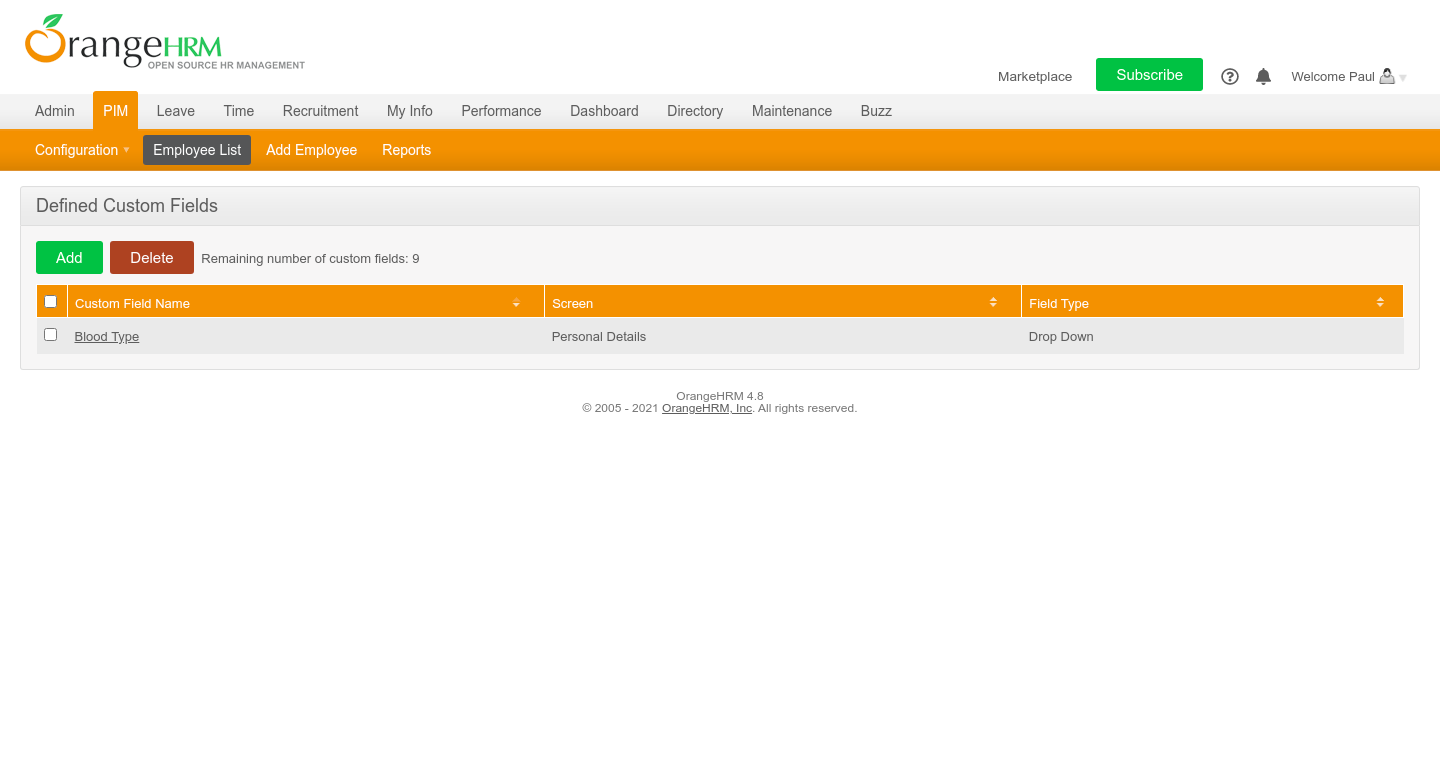 OrangeHRM
OPEN SOURCE HR MANAGEMENT
Marketplace
Subscribe
Welcome Paul
Admin PIM Leave Time Recruitment My Info Performance Dashboard Directory Maintenance Buzz
Configuration Employee List Add Employee Reports
Defined Custom Fields
Add Delete Remaining number of custom fields: 9
Custom Field Name Screen Field Type
Blood Type Personal Details Drop Down
OrangeHRM 4.8
© 2005 - 2021 OrangeHRM, Inc. All rights reserved.